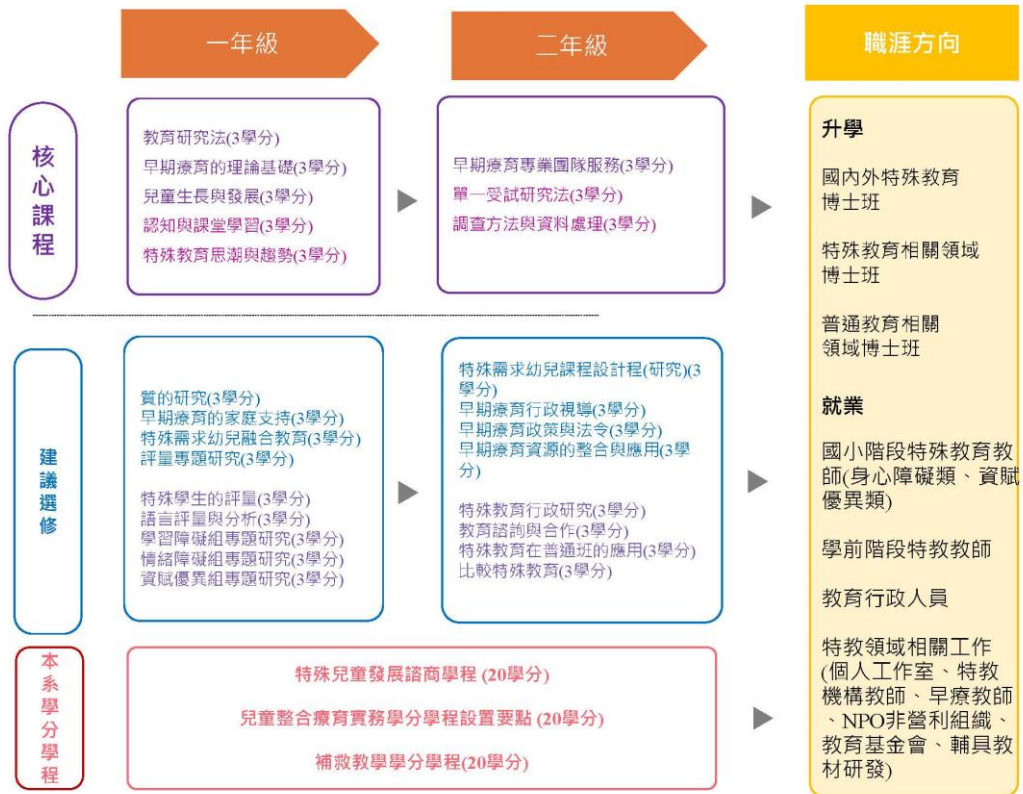 一年級
二年級
職涯方向
核心課程
教育研究法(3學分)
早期療育的理論基礎(3學分)
兒童生長與發展(3學分)
認知與課堂學習(3學分)
特殊教育思潮與趨勢(3學分)
早期療育專業團隊服務(3學分)
單一受試研究法(3學分)
調查方法與資料處理(3學分)
建議選修
質的研究(3學分)
早期療育的家庭支持(3學分)
特殊需求幼兒融合教育(3學分)
評量專題研究(3學分)
特殊學生的評量(3學分)
語言評量與分析(3學分)
學習障礙組專題研究(3學分)
情緒障礙組專題研究(3學分)
資賦優異組專題研究(3學分)
特殊需求幼兒課程設計程(研究)(3
學分)
早期療育行政視導(3學分)
早期療育政策與法令(3學分)
早期療育資源的整合與應用(3學
分)
特殊教育行政研究(3學分)
教育諮詢與合作(3學分)
特殊教育在普通班的應用(3學分)
比較特殊教育(3學分)
本系學分學程
特殊兒童發展諮商學程 (20學分)
兒童整合療育實務學分學程設置要點 (20學分)
補救教學學分學程(20學分)
升學
國內外特殊教育
博士班
特殊教育相關領域
博士班
普通教育相關
領域博士班
就業
國小階段特殊教育教
師(身心障礙類、資賦
優異類)
學前階段特教教師
教育行政人員
特教領域相關工作
(個人工作室、特教
機構教師、早療教師
、NPO非營利組織、
教育基金會、輔具教
材研發)